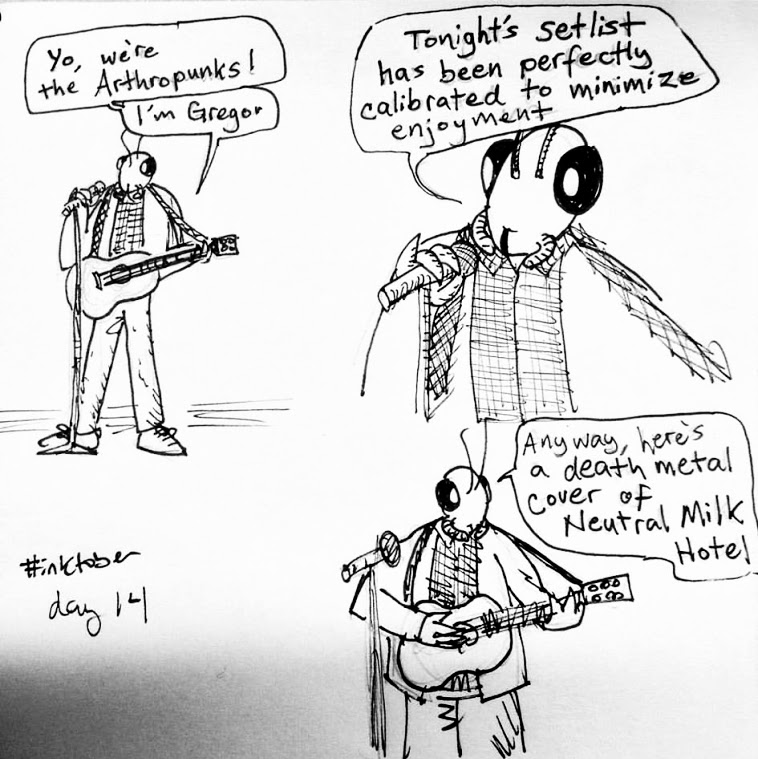 Yo, we're
the Arthropunks!
I'm Gregor
Tonight's setlist
has been perfectly
calibrated to minimize
enjoyment
Anyway, here's
a death metal
cover of
Neutral Milk
Hotel
#inktober
day 14